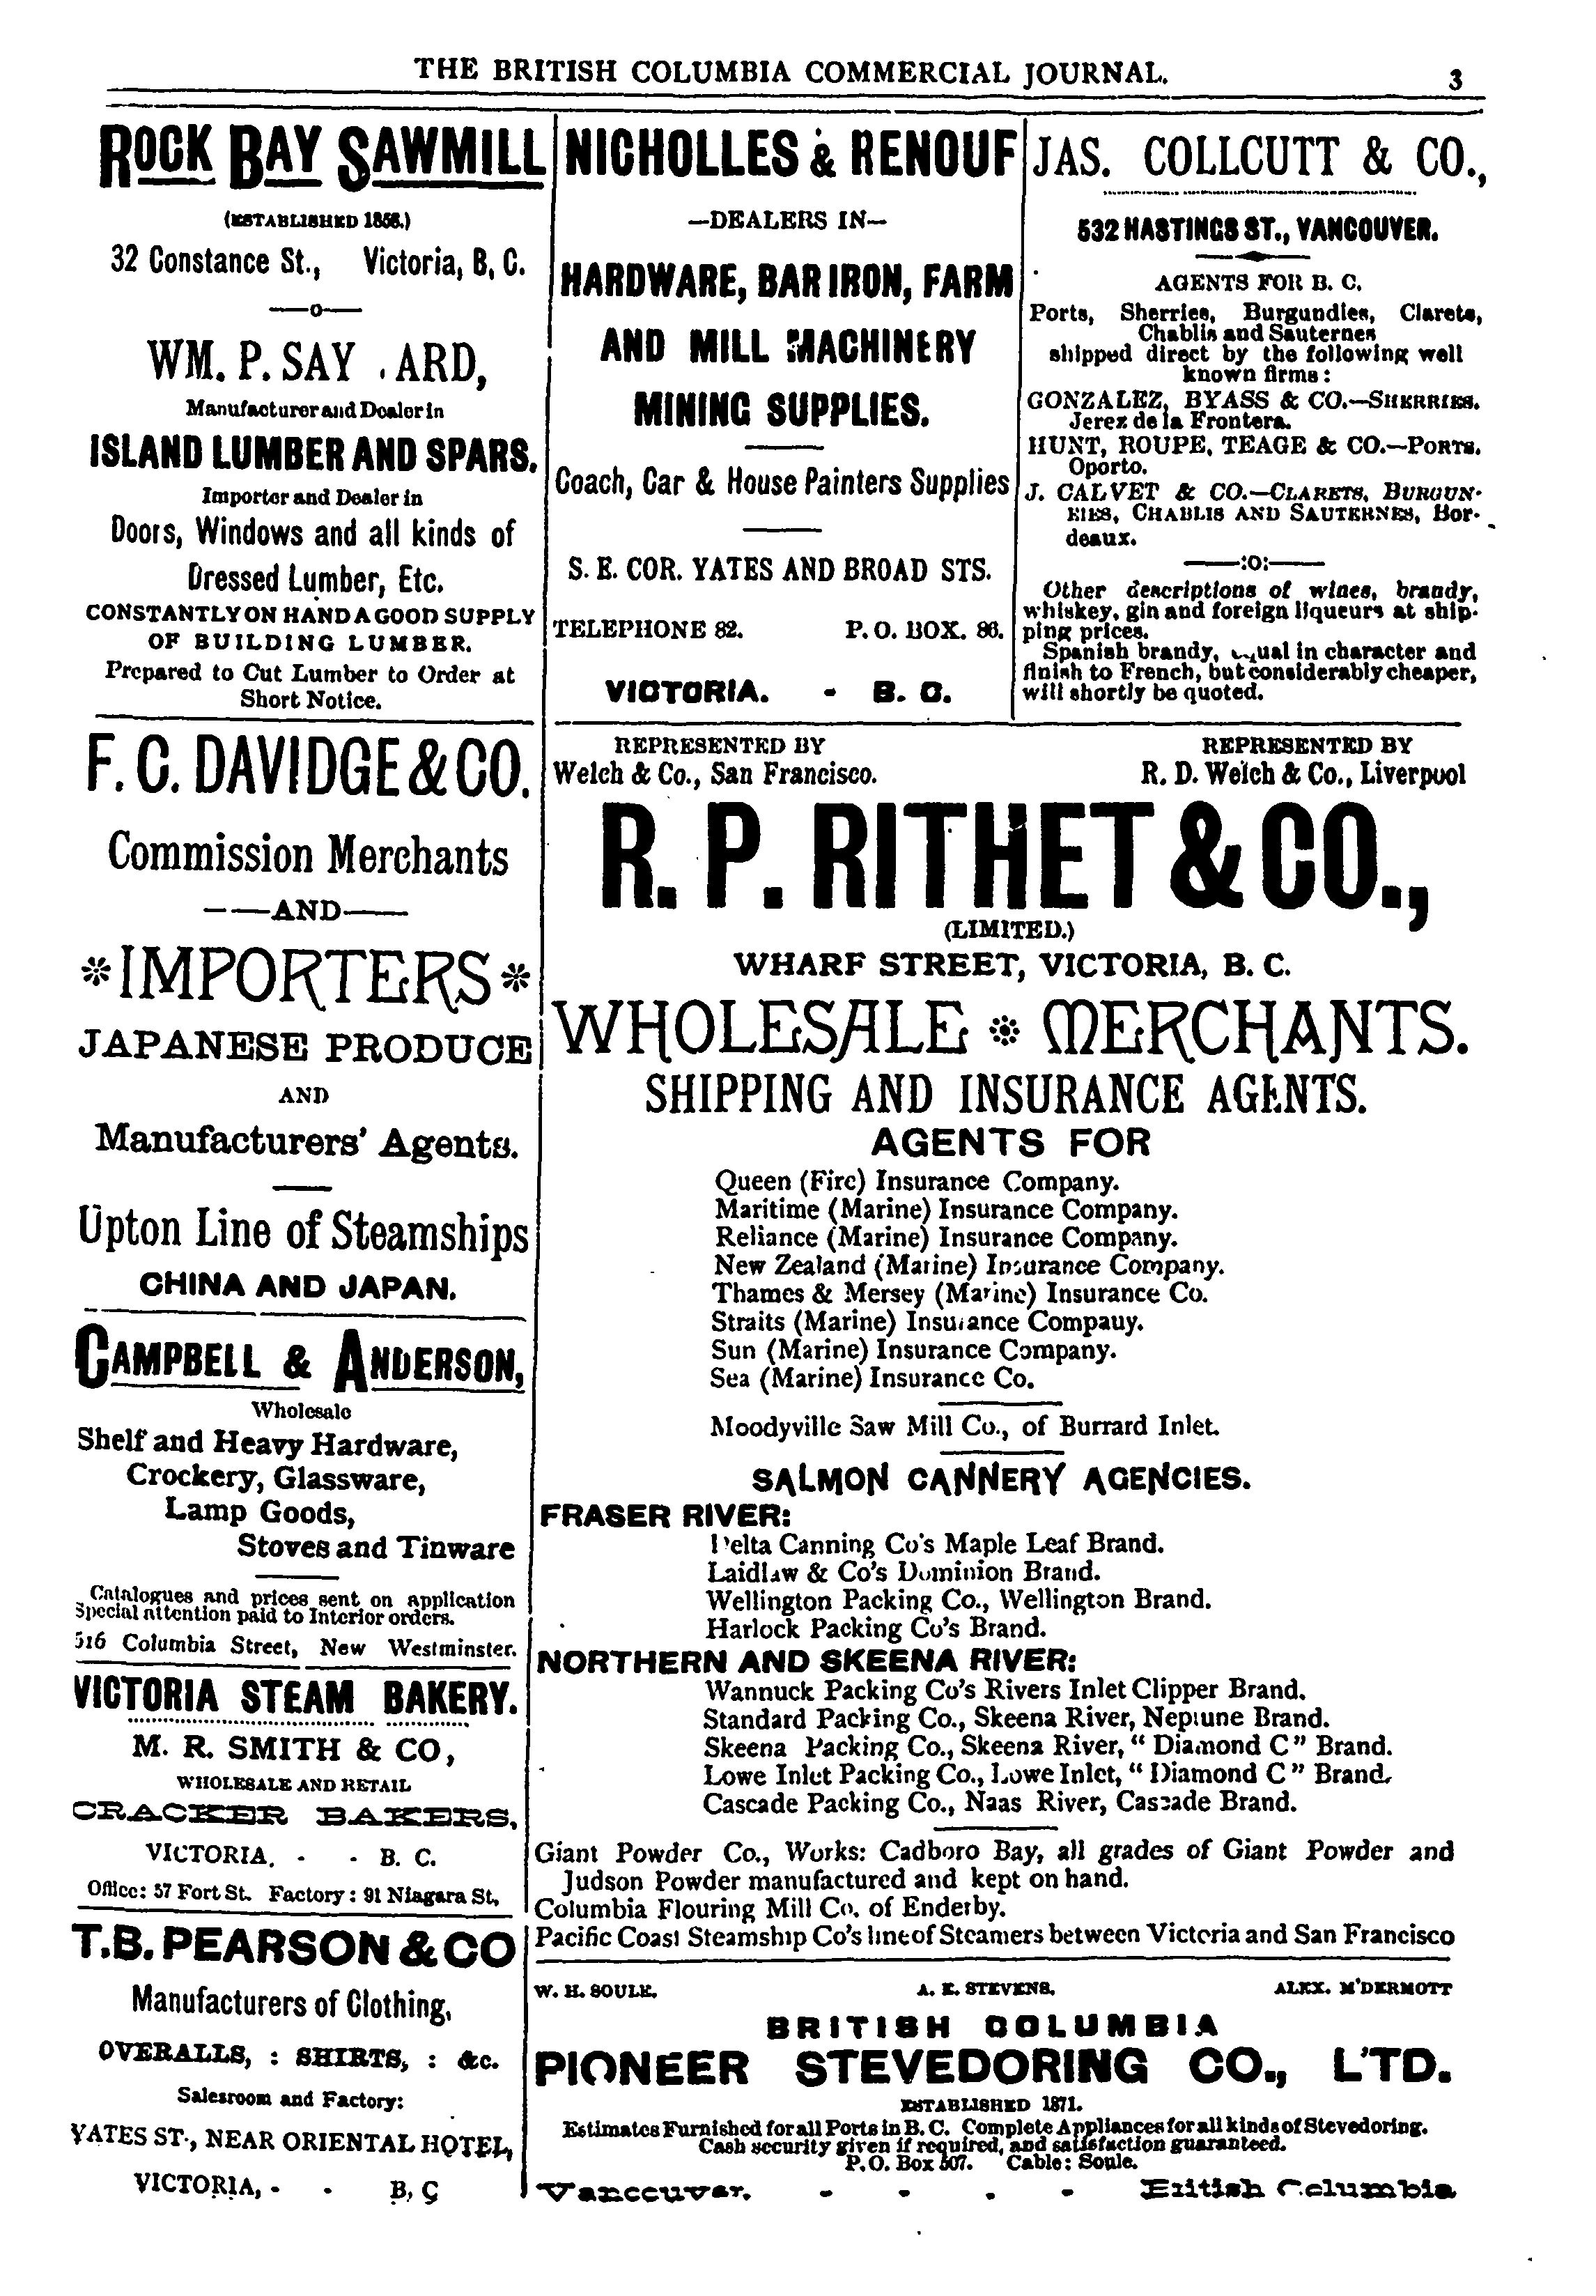 THE BRITISH COLUMBIA COMMERCIAL JOURNAL. 3
ROCK BAY SAWMILL
(ESTABLISHED 1858.)
32 Constance St., Victoria, B. C.
—o—
WM. P. SAY ARD,
Manufacturer and Dealer in
ISLAND LUMBER AND SPARS.
Importer and Dealer in
Doors, Windows and all kinds of
Dressed Lumber, Etc.
CONSTANTLY ON HAND A GOOD SUPPLY
OF BUILDING LUMBER.
Prepared to Cut Lumber to Order at
Short Notice.
F. C. DAVIDGE & CO.
Commission Merchants
——AND——
*IMPORTERS*
JAPANESE PRODUCE
AND
Manufacturers' Agents.
Upton Line of Steamships
CHINA AND JAPAN.
CAMPBELL & ANDERSON,
Wholesale
Shelf and Heavy Hardware,
Crockery, Glassware,
Lamp Goods,
Stoves and Tinware
Catalogues and prices sent on application
Special attention paid to Interior orders.
516 Columbia Street, New Westminster.
VICTORIA STEAM BAKERY.
M. R. SMITH & CO,
WHOLESALE AND RETAIL
CRACKER BAKERS,
VICTORIA, - - B. C.
Office: 57 Fort St. Factory: 91 Niagara St,
T. B. PEARSON & CO
Manufacturers of Clothing,
OVERALLS, : SHIRTS, : &c.
Salesroom and Factory:
YATES ST., NEAR ORIENTAL HOTEL,
VICTORIA, - - B, C
NICHOLLES & RENOUF
—DEALERS IN—
HARDWARE, BAR IRON, FARM
AND MILL MACHINERY
MINING SUPPLIES.
Coach, Car & House Painters Supplies
S. E. COR. YATES AND BROAD STS.
TELEPHONE 82. P. O. BOX. 86.
VICTORIA. - B. C.
JAS. COLLCUTT & CO.,
532 HASTINGS ST., VANCOUVER.
AGENTS FOR B. C.
Ports, Sherries, Burgundies, Clarets,
Chablis and Sauternes
shipped direct by the following well
known firms:
GONZALEZ, BYASS & CO.—SHERRIES.
Jerez de la Frontera.
HUNT, ROUPE, TEAGE & CO.—PORTS.
Oporto.
J. CALVET & CO.—CLARETS, BURGUN-
DIES, CHABLIS AND SAUTERNES, Bor-
deaux.
—:o:—
Other descriptions of wines, brandy,
whiskey, gin and foreign liqueurs at ship-
ping prices.
Spanish brandy, equal in character and
finish to French, but considerably cheaper,
will shortly be quoted.
REPRESENTED BY REPRESENTED BY
Welch & Co., San Francisco. R. D. Welch & Co., Liverpool
R. P. RITHET & CO.,
(LIMITED.)
WHARF STREET, VICTORIA, B. C.
WHOLESALE * MERCHANTS.
SHIPPING AND INSURANCE AGENTS.
AGENTS FOR
Queen (Fire) Insurance Company.
Maritime (Marine) Insurance Company.
Reliance (Marine) Insurance Company.
New Zealand (Marine) Insurance Company.
Thames & Mersey (Marine) Insurance Co.
Straits (Marine) Insurance Compauy.
Sun (Marine) Insurance Company.
Sea (Marine) Insurance Co.
Moodyville Saw Mill Co., of Burrard Inlet.
SALMON CANNERY AGENCIES.
FRASER RIVER:
Delta Canning Co's Maple Leaf Brand.
Laidlaw & Co's Dominion Brand.
Wellington Packing Co., Wellington Brand.
Harlock Packing Co's Brand.
NORTHERN AND SKEENA RIVER:
Wannuck Packing Co's Rivers Inlet Clipper Brand.
Standard Packing Co., Skeena River, Neptune Brand.
Skeena Packing Co., Skeena River, "Diamond C" Brand.
Lowe Inlet Packing Co., Lowe Inlet, "Diamond C" Brand.
Cascade Packing Co., Naas River, Cascade Brand.
Giant Powder Co., Works: Cadboro Bay, all grades of Giant Powder and
Judson Powder manufactured and kept on hand.
Columbia Flouring Mill Co. of Enderby.
Pacific Coast Steamship Co's line of Steamers between Victoria and San Francisco
W. H. SOULE. A. E. STEVENS. ALEX. M'DERMOTT
BRITISH COLUMBIA
PIONEER STEVEDORING CO., L'TD.
ESTABLISHED 1871.
Estimates Furnished for all Ports in B. C. Complete Appliances for all kinds of Stevedoring.
Cash security given if required, and satisfaction guaranteed.
P.O. Box 507. Cable: Soule.
Vancouver. - - - - British Columbia